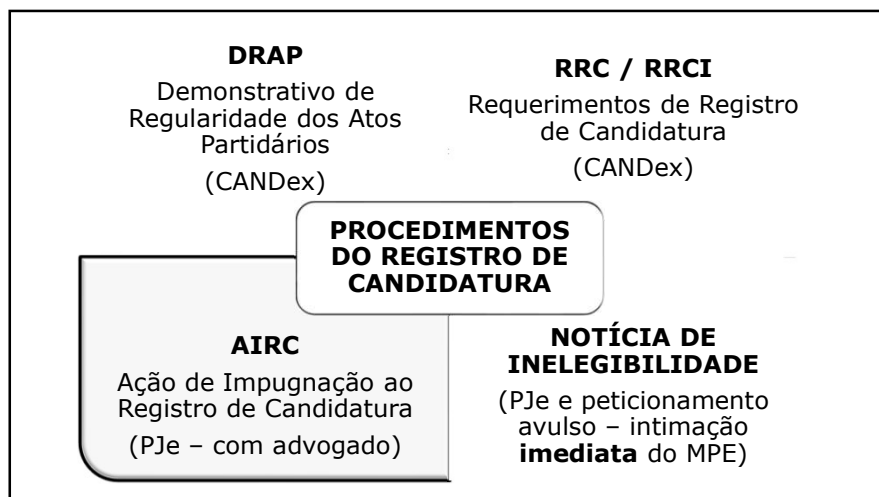 DRAP
Demonstrativo de
Regularidade dos Atos
Partidários
(CANDex)
RRC / RRCI
Requerimentos de Registro
de Candidatura
(CANDex)
PROCEDIMENTOS
DO REGISTRO DE
CANDIDATURA
AIRC
Ação de Impugnação ao
Registro de Candidatura
(PJe – com advogado)
NOTÍCIA DE
INELEGIBILIDADE
(PJe e peticionamento
avulso – intimação
imediata do MPE)